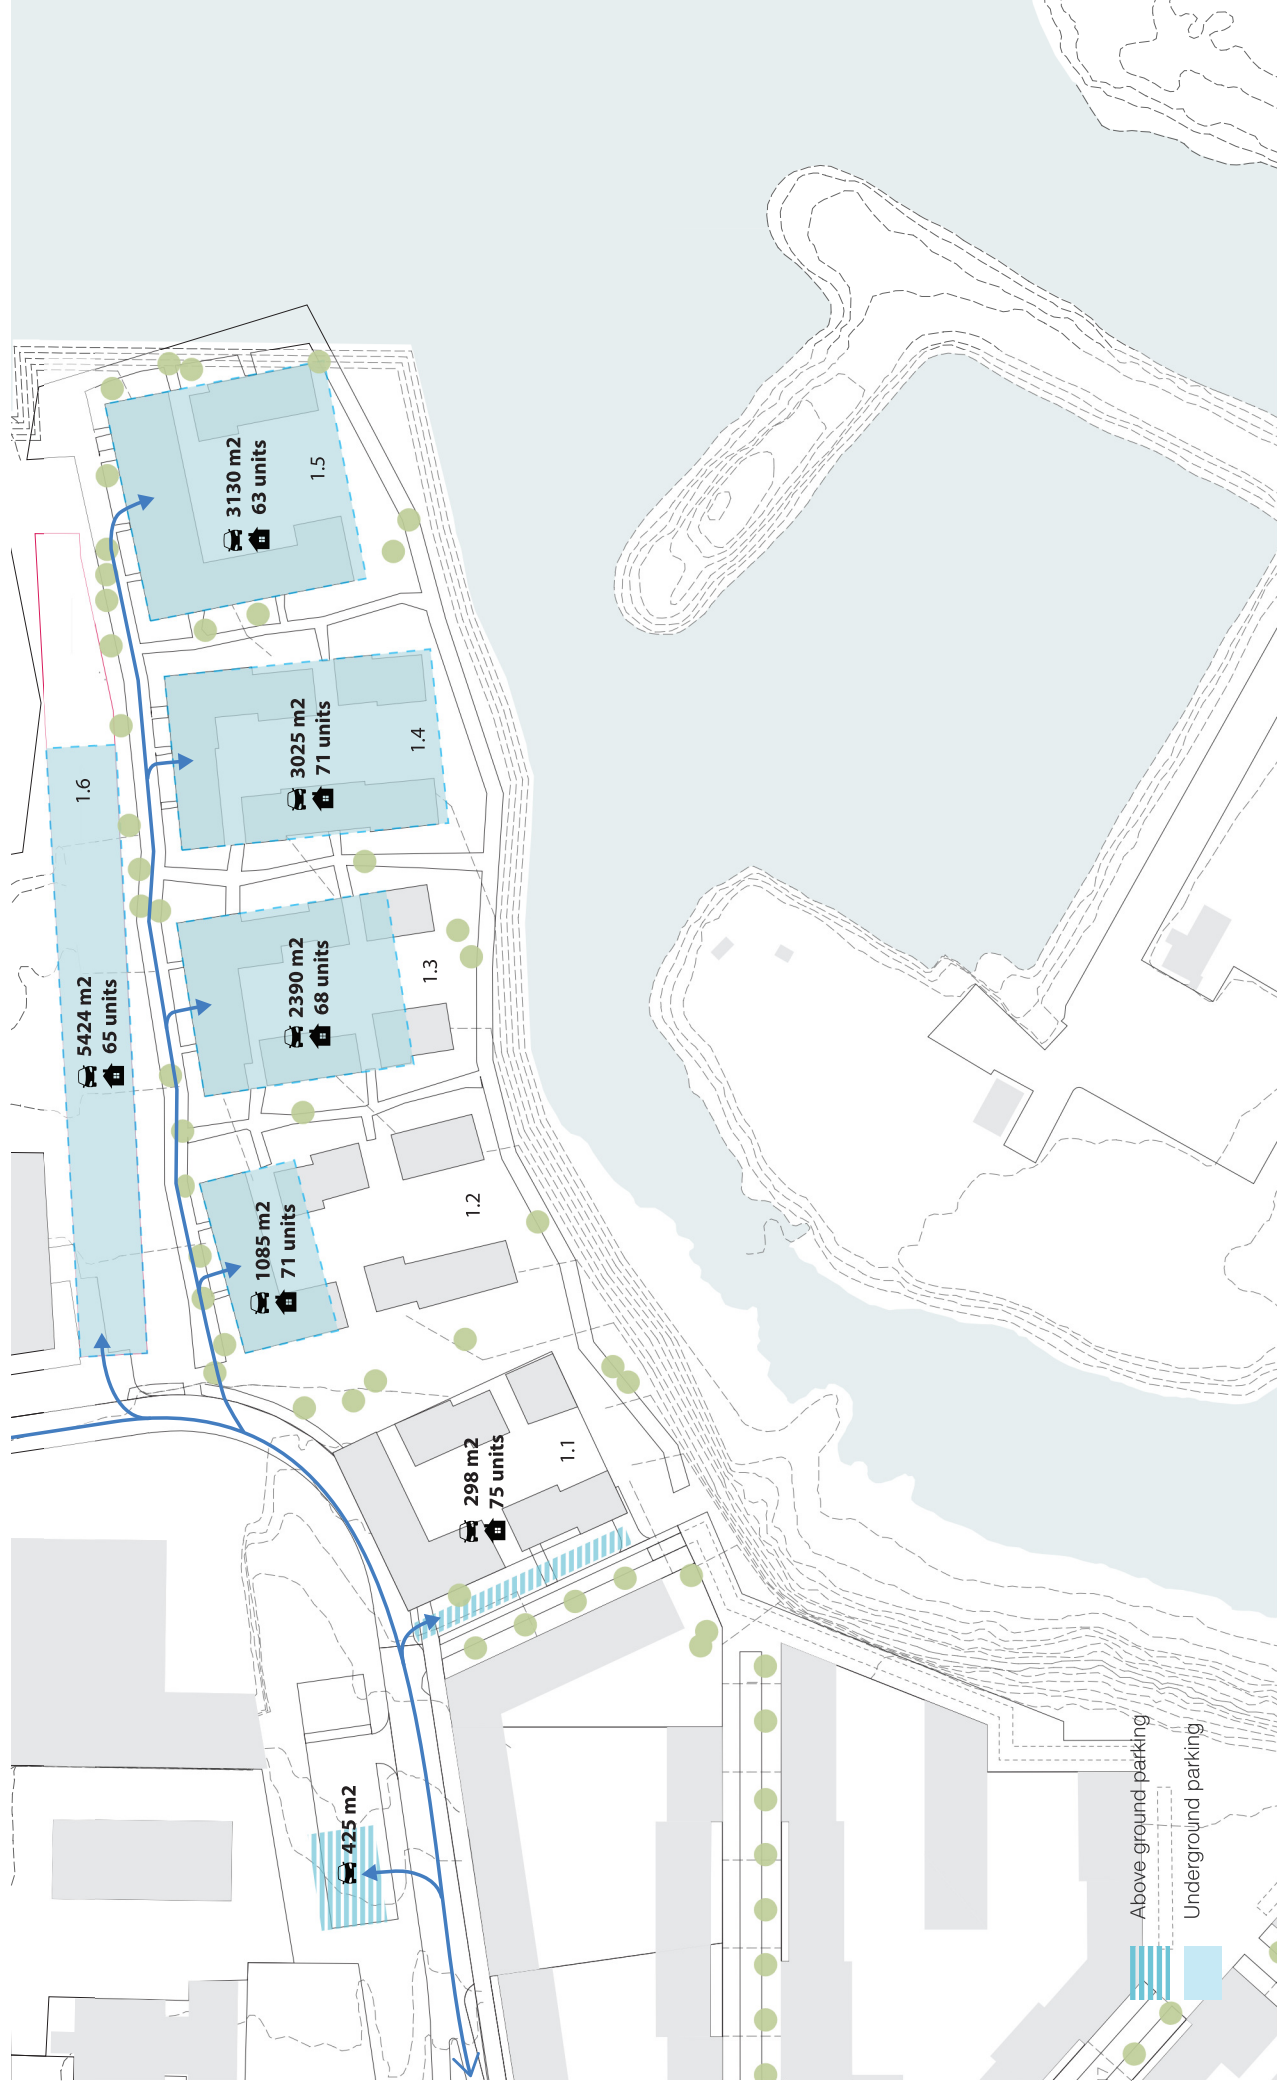 5424 m2
65 units
1.6
3130 m2
63 units
1.5
3025 m2
71 units
1.4
2390 m2
68 units
1.3
1085 m2
71 units
1.2
298 m2
75 units
1.1
425 m2
Above ground parking
Underground parking